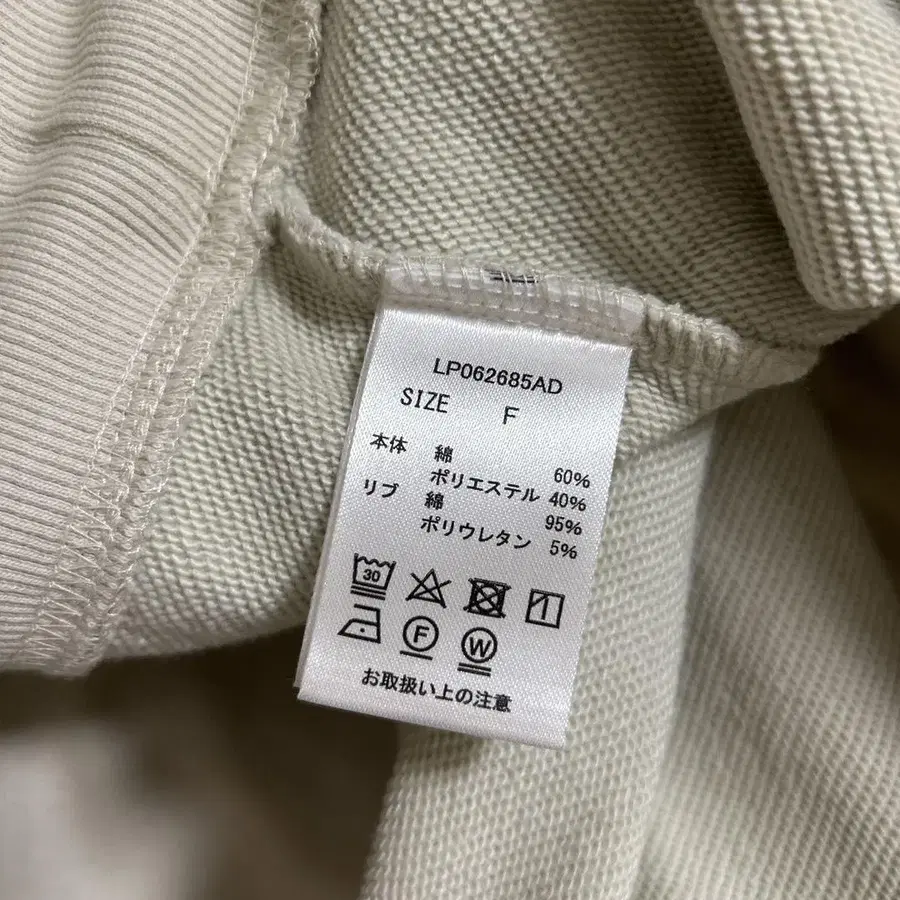 LP062685AD
SIZE F
本体 綿 60%
ポリエステル 40%
リブ 綿 95%
ポリウレタン 5%
30
F W
お取扱い上の注意